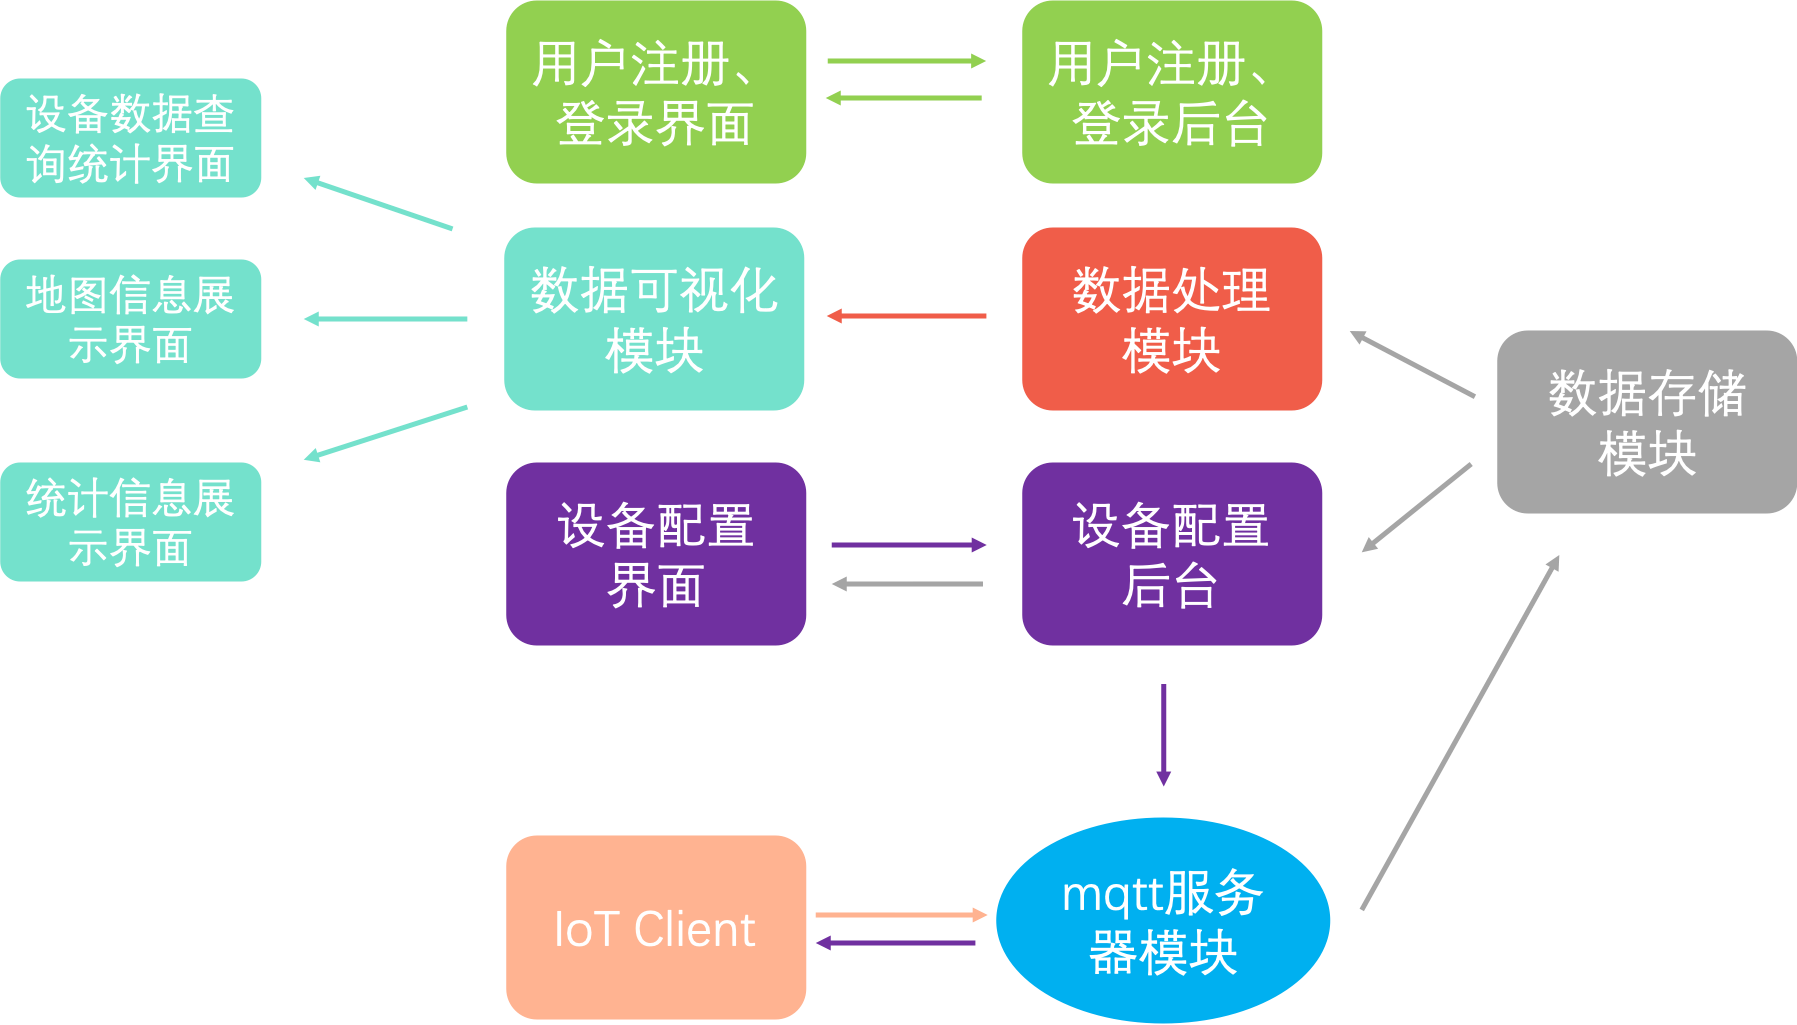 用户注册、
登录界面
用户注册、
登录后台
设备数据查
询统计界面
数据可视化
模块
数据处理
模块
地图信息展
示界面
数据存储
模块
统计信息展
示界面
设备配置
界面
设备配置
后台
IoT Client
mqtt服务
器模块